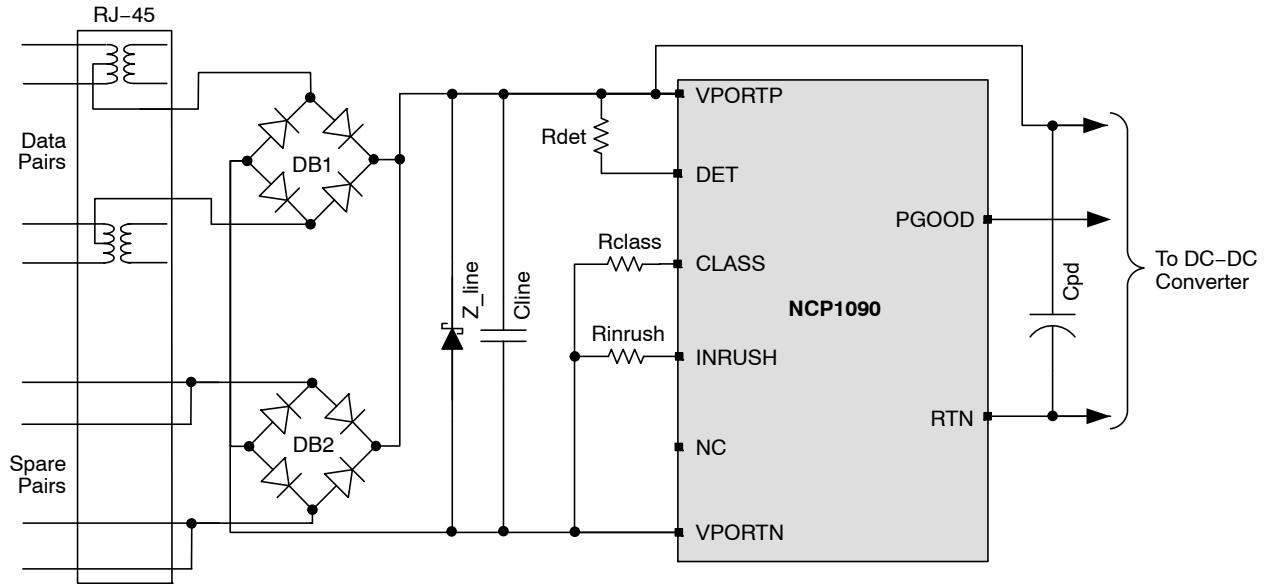 RJ−45
Data
Pairs
DB1
Rdet
VPORTP
DET
PGOOD
Rclass
CLASS
To DC−DC
Converter
Z_line
Cline
Cpd
NCP1090
Rinrush
INRUSH
RTN
DB2
NC
Spare
Pairs
VPORTN